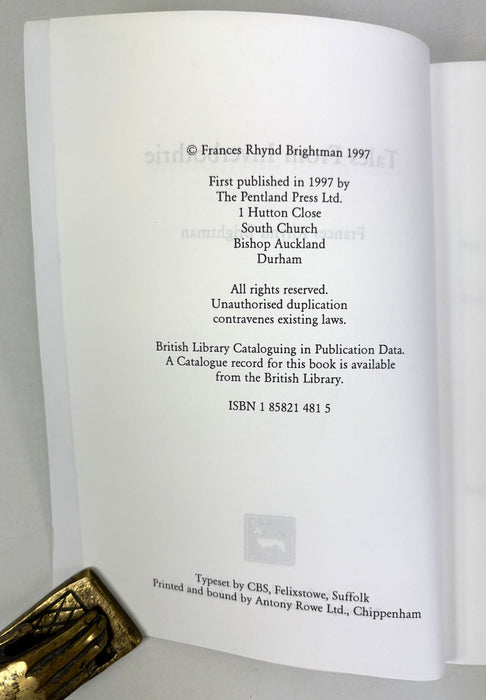 © Frances Rhynd Brightman 1997
First published in 1997 by
The Pentland Press Ltd.
1 Hutton Close
South Church
Bishop Auckland
Durham
All rights reserved.
Unauthorised duplication
contravenes existing laws.
British Library Cataloguing in Publication Data.
A Catalogue record for this book is available
from the British Library.
ISBN 1 85821 481 5
Typeset by CBS, Felixstowe, Suffolk
Printed and bound by Antony Rowe Ltd., Chippenham